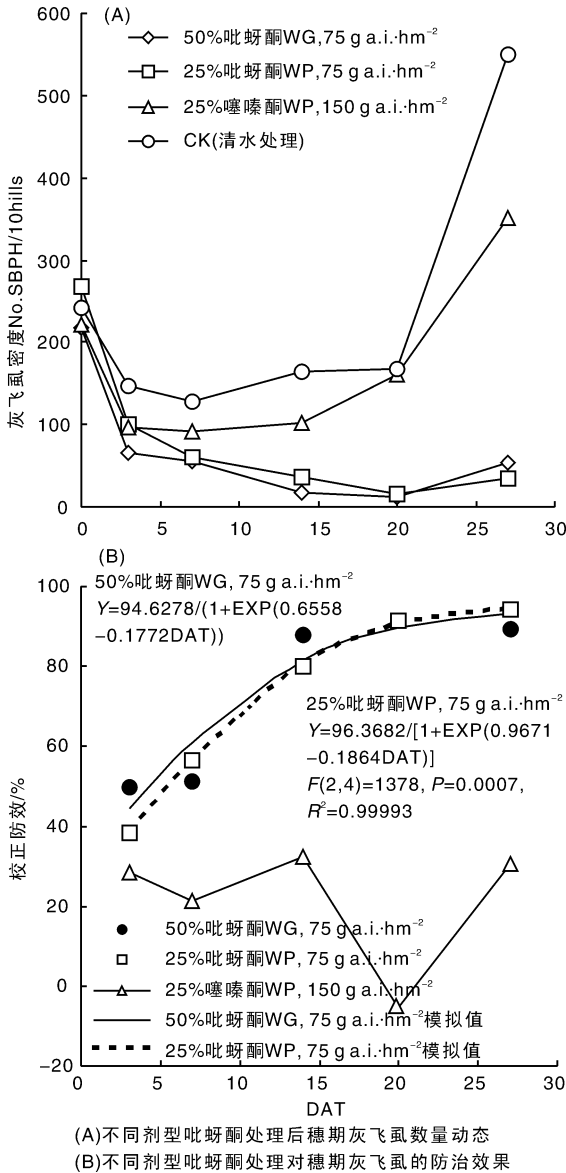 (A)
600
500
400
300
200
100
0
灰飞虱密度No.SBPH/10hills
50%吡蚜酮WG,75 g a.i.·hm⁻²
25%吡蚜酮WP,75 g a.i.·hm⁻²
25%噻嗪酮WP,150 g a.i.·hm⁻²
CK(清水处理)
0 5 10 15 20 25 30
(B)
100
80
60
40
20
0
−20
校正防效/%
50%吡蚜酮WG, 75 g a.i.·hm⁻²
Y=94.6278/(1+EXP(0.6558
−0.1772DAT))
25%吡蚜酮WP, 75 g a.i.·hm⁻²
Y=96.3682/[1+EXP(0.9671
−0.1864DAT)]
F(2,4)=1378, P=0.0007,
R²=0.99993
50%吡蚜酮WG, 75 g a.i.·hm⁻²
25%吡蚜酮WP, 75 g a.i.·hm⁻²
25%噻嗪酮WP, 150 g a.i.·hm⁻²
50%吡蚜酮WG, 75 g a.i.·hm⁻²模拟值
25%吡蚜酮WP, 75 g a.i.·hm⁻²模拟值
0 5 10 15 20 25 30
DAT
(A)不同剂型吡蚜酮处理后穗期灰飞虱数量动态
(B)不同剂型吡蚜酮处理对穗期灰飞虱的防治效果